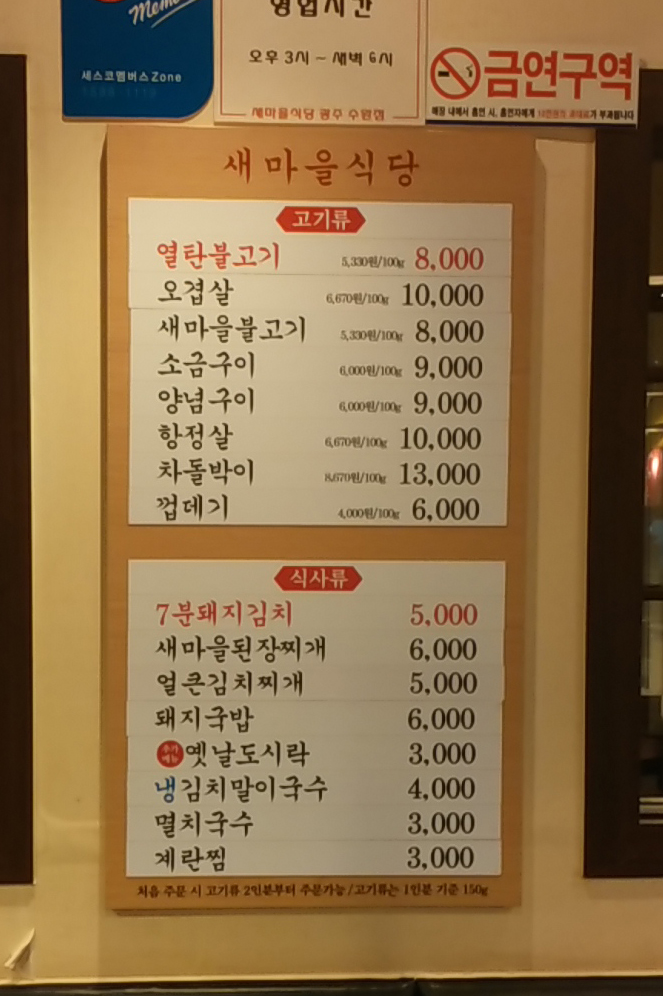 영업시간
오후 3시 ~ 새벽 6시
새마을식당 광주 수완점
세스코멤버스Zone
금연구역
새마을식당
고기류
열탄불고기 5,330원/100g 8,000
오겹살 6,670원/100g 10,000
새마을불고기 5,330원/100g 8,000
소금구이 6,000원/100g 9,000
양념구이 6,000원/100g 9,000
항정살 6,670원/100g 10,000
차돌박이 8,670원/100g 13,000
껍데기 4,000원/100g 6,000
식사류
7분돼지김치 5,000
새마을된장찌개 6,000
얼큰김치찌개 5,000
돼지국밥 6,000
추가메뉴 옛날도시락 3,000
냉김치말이국수 4,000
멸치국수 3,000
계란찜 3,000
처음 주문 시 고기류 2인분부터 주문가능/고기류는 1인분 기준 150g